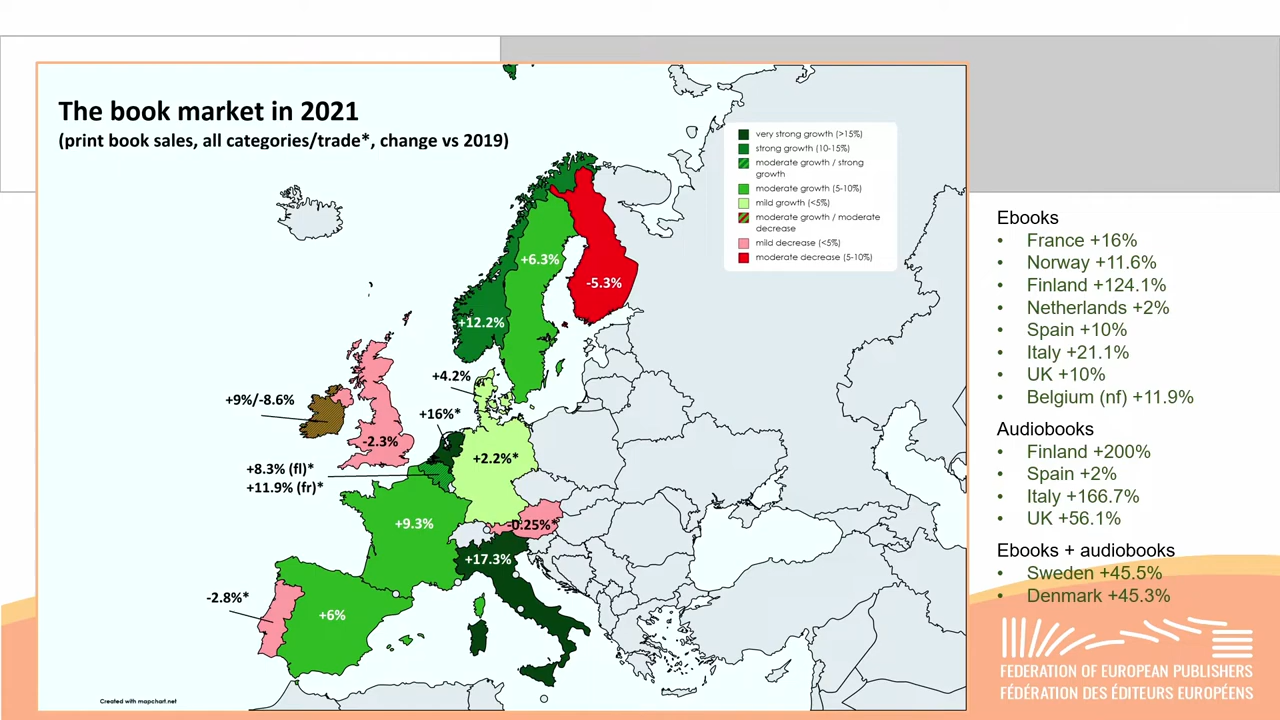 The book market in 2021
(print book sales, all categories/trade*, change vs 2019)
very strong growth (>15%)
strong growth (10-15%)
moderate growth / strong
growth
moderate growth (5-10%)
mild growth (<5%)
moderate growth / moderate
decrease
mild decrease (<5%)
moderate decrease (5-10%)
+6.3%
-5.3%
+12.2%
+4.2%
+9%/-8.6%
+16%*
-2.3%
+2.2%*
+8.3% (fl)*
+11.9% (fr)*
+9.3%
-0.25%*
+17.3%
-2.8%*
+6%
Created with mapchart.net
Ebooks
• France +16%
• Norway +11.6%
• Finland +124.1%
• Netherlands +2%
• Spain +10%
• Italy +21.1%
• UK +10%
• Belgium (nf) +11.9%
Audiobooks
• Finland +200%
• Spain +2%
• Italy +166.7%
• UK +56.1%
Ebooks + audiobooks
• Sweden +45.5%
• Denmark +45.3%
FEDERATION OF EUROPEAN PUBLISHERS
FÉDÉRATION DES ÉDITEURS EUROPÉENS